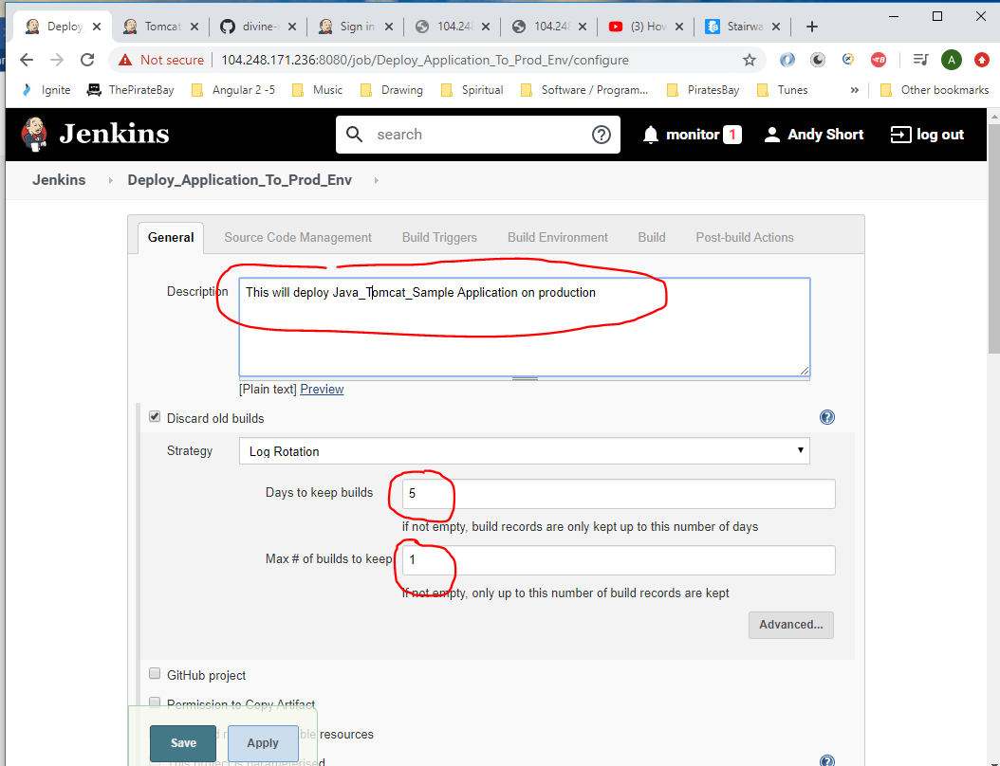 Deploy
Tomcat
divine-
Sign in
104.248
104.248
(3) How
Stairwa
Not secure
104.248.171.236:8080/job/Deploy_Application_To_Prod_Env/configure
A
Ignite
ThePirateBay
Angular 2 -5
Music
Drawing
Spiritual
Software / Program...
PiratesBay
Tunes
»
Other bookmarks
Jenkins
search
monitor 1
Andy Short
log out
Jenkins
Deploy_Application_To_Prod_Env
General
Source Code Management
Build Triggers
Build Environment
Build
Post-build Actions
Description
This will deploy Java_Tomcat_Sample Application on production
[Plain text] Preview
Discard old builds
Strategy
Log Rotation
Days to keep builds
5
if not empty, build records are only kept up to this number of days
Max # of builds to keep
1
if not empty, only up to this number of build records are kept
Advanced...
GitHub project
Permission to Copy Artifact
resources
This project is parameterised
Save
Apply